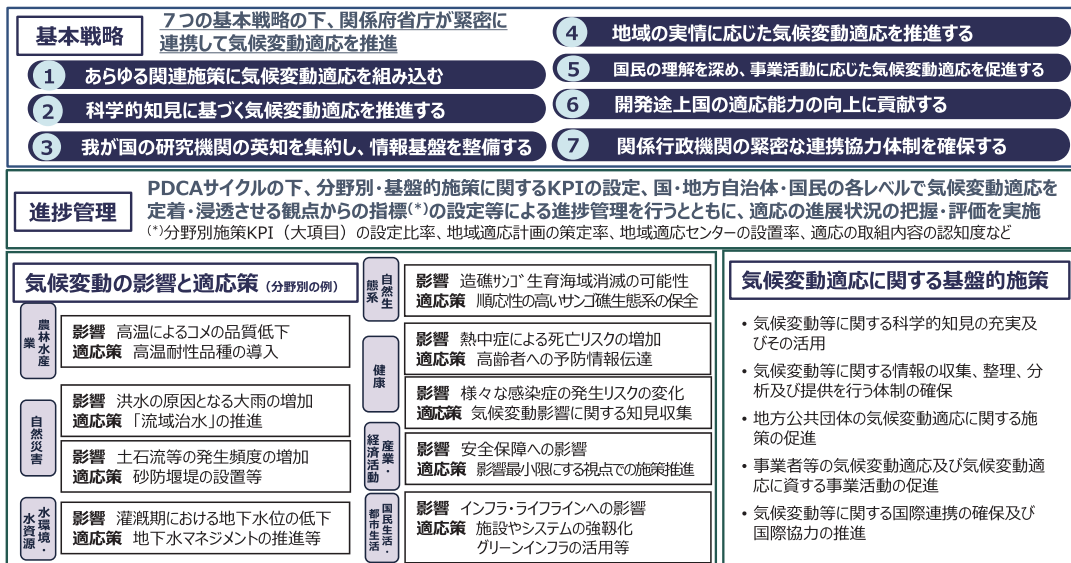 基本戦略
７つの基本戦略の下、関係府省庁が緊密に
連携して気候変動適応を推進
1 あらゆる関連施策に気候変動適応を組み込む
2 科学的知見に基づく気候変動適応を推進する
3 我が国の研究機関の英知を集約し、情報基盤を整備する
4 地域の実情に応じた気候変動適応を推進する
5 国民の理解を深め、事業活動に応じた気候変動適応を促進する
6 開発途上国の適応能力の向上に貢献する
7 関係行政機関の緊密な連携協力体制を確保する
進捗管理
PDCAサイクルの下、分野別・基盤的施策に関するKPIの設定、国・地方自治体・国民の各レベルで気候変動適応を
定着・浸透させる観点からの指標(*)の設定等による進捗管理を行うとともに、適応の進展状況の把握・評価を実施
(*)分野別施策KPI（大項目）の設定比率、地域適応計画の策定率、地域適応センターの設置率、適応の取組内容の認知度など
気候変動の影響と適応策（分野別の例）
農林水産業
影響 高温によるコメの品質低下
適応策 高温耐性品種の導入
自然災害
影響 洪水の原因となる大雨の増加
適応策 「流域治水」の推進
影響 土石流等の発生頻度の増加
適応策 砂防堰堤の設置等
水環境・水資源
影響 灌漑期における地下水位の低下
適応策 地下水マネジメントの推進等
自然生態系
影響 造礁サンゴ生育海域消滅の可能性
適応策 順応性の高いサンゴ礁生態系の保全
健康
影響 熱中症による死亡リスクの増加
適応策 高齢者への予防情報伝達
影響 様々な感染症の発生リスクの変化
適応策 気候変動影響に関する知見収集
産業・経済活動
影響 安全保障への影響
適応策 影響最小限にする視点での施策推進
国民生活・都市生活
影響 インフラ・ライフラインへの影響
適応策 施設やシステムの強靱化
グリーンインフラの活用等
気候変動適応に関する基盤的施策
• 気候変動等に関する科学的知見の充実及
びその活用
• 気候変動等に関する情報の収集、整理、分
析及び提供を行う体制の確保
• 地方公共団体の気候変動適応に関する施
策の促進
• 事業者等の気候変動適応及び気候変動適
応に資する事業活動の促進
• 気候変動等に関する国際連携の確保及び
国際協力の推進